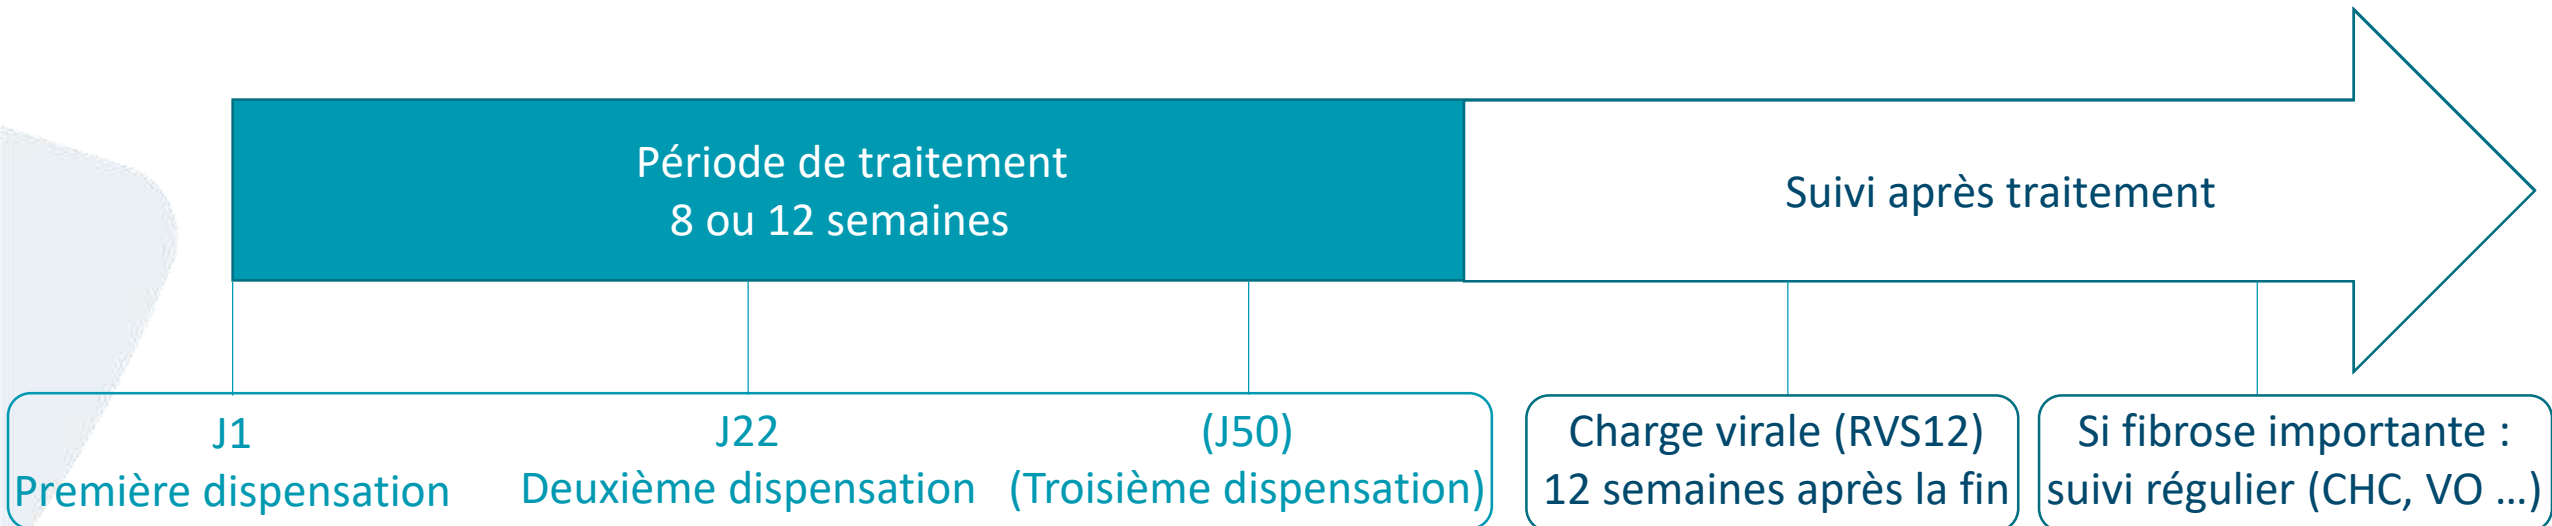 Période de traitement
8 ou 12 semaines
Suivi après traitement
J1
Première dispensation
J22
Deuxième dispensation
(J50)
(Troisième dispensation)
Charge virale (RVS12)
12 semaines après la fin
Si fibrose importante :
suivi régulier (CHC, VO ...)